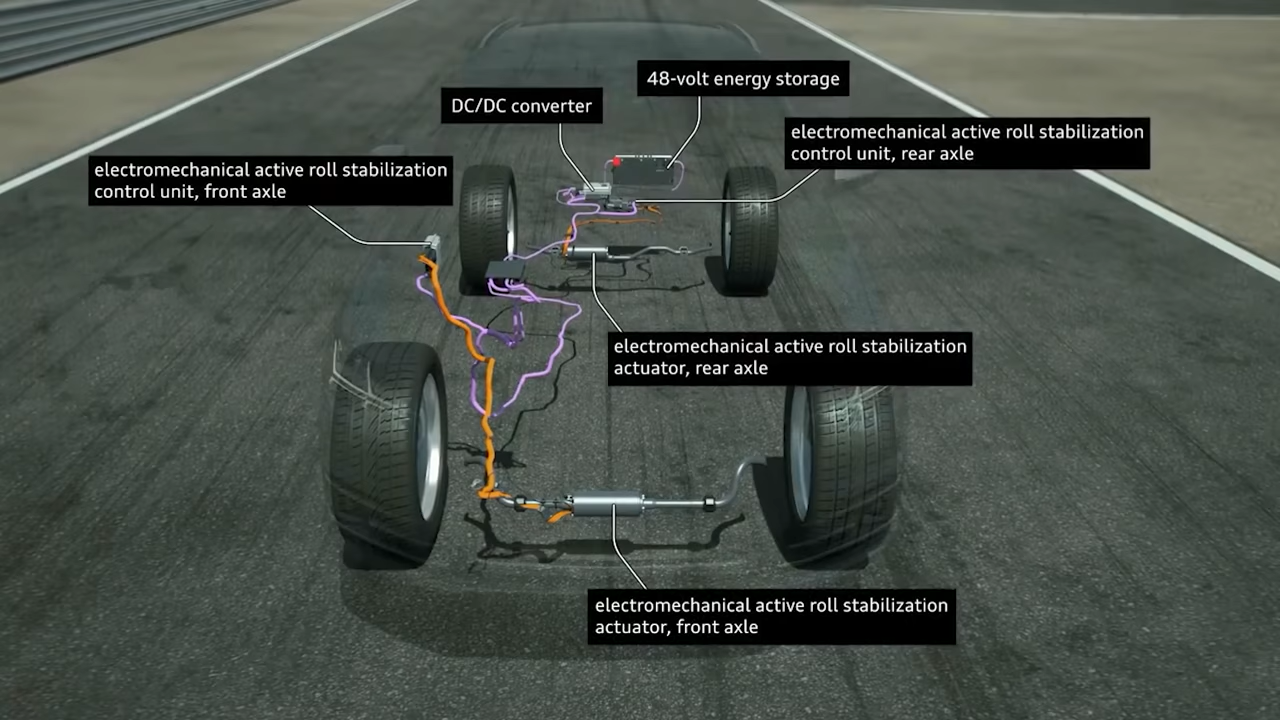 48-volt energy storage
DC/DC converter
electromechanical active roll stabilization
control unit, rear axle
electromechanical active roll stabilization
control unit, front axle
electromechanical active roll stabilization
actuator, rear axle
electromechanical active roll stabilization
actuator, front axle